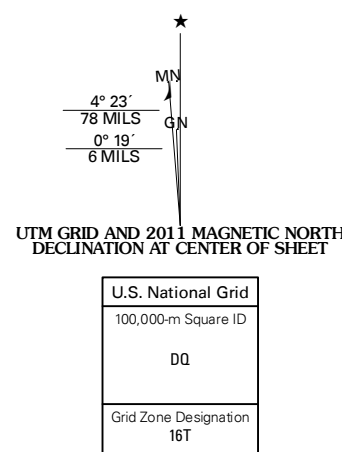 ★
MN
4° 23´
78 MILS
GN
0° 19´
6 MILS
UTM GRID AND 2011 MAGNETIC NORTH
DECLINATION AT CENTER OF SHEET
U.S. National Grid
100,000-m Square ID
DQ
Grid Zone Designation
16T